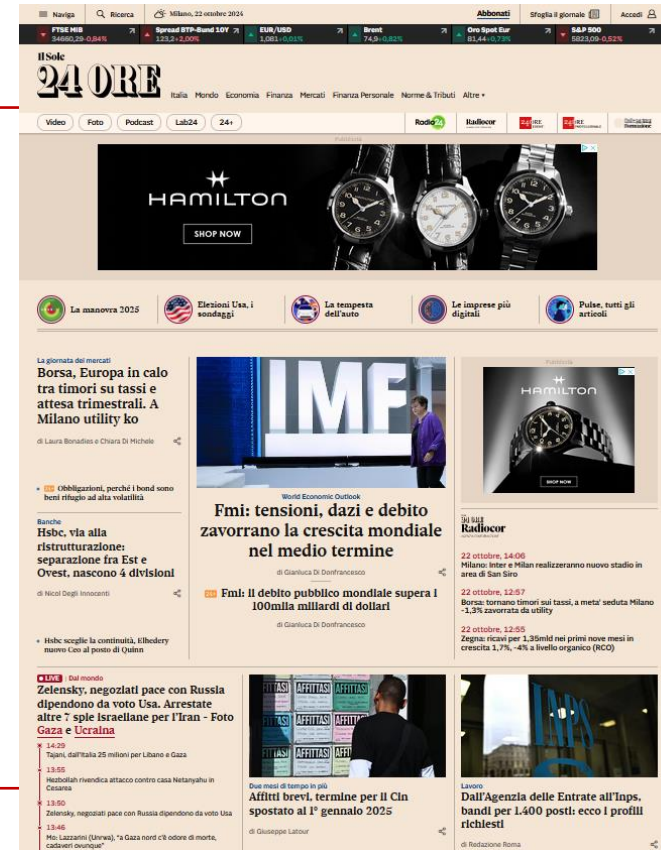 Naviga
Ricerca
Milano, 22 ottobre 2024
Abbonati
Sfoglia il giornale
Accedi
FTSE MIB
34660,29 -0,84%
Spread BTP-Bund 10Y
123,2 +2,00%
EUR/USD
1,081 +0,01%
Brent
74,9 +0,82%
Oro Spot Eur
81,44 +0,73%
S&P 500
5823,09 -0,52%
Il Sole
24 ORE
Italia Mondo Economia Finanza Mercati Finanza Personale Norme & Tributi Altre
Video
Foto
Podcast
Lab24
24+
Radio24
Radiocor
Pubblicità
HAMILTON
SHOP NOW
La manovra 2025
Elezioni Usa, i
sondaggi
La tempesta
dell'auto
Le imprese più
digitali
Pulse, tutti gli
articoli
La giornata dei mercati
Borsa, Europa in calo
tra timori su tassi e
attesa trimestrali. A
Milano utility ko
di Laura Bonadies e Chiara Di Michele
24+ Obbligazioni, perché i bond sono
beni rifugio ad alta volatilità
Banche
Hsbc, via alla
ristrutturazione:
separazione fra Est e
Ovest, nascono 4 divisioni
di Nicol Degli Innocenti
Hsbc sceglie la continuità, Elhedery
nuovo Ceo al posto di Quinn
IMF
World Economic Outlook
Fmi: tensioni, dazi e debito
zavorrano la crescita mondiale
nel medio termine
di Gianluca Di Donfrancesco
24+ Fmi: il debito pubblico mondiale supera i
100mila miliardi di dollari
di Gianluca Di Donfrancesco
Pubblicità
HAMILTON
SHOP NOW
24 ORE
Radiocor
22 ottobre, 14:06
Milano: Inter e Milan realizzeranno nuovo stadio in
area di San Siro
22 ottobre, 12:57
Borsa: tornano timori sui tassi, a meta' seduta Milano
-1,3% zavorrata da utility
22 ottobre, 12:55
Zegna: ricavi per 1,35mld nei primi nove mesi in
crescita 1,7%, -4% a livello organico (RCO)
LIVE | Dal mondo
Zelensky, negoziati pace con Russia
dipendono da voto Usa. Arrestate
altre 7 spie israeliane per l'Iran - Foto
Gaza e Ucraina
14:29
Tajani, dall'Italia 25 milioni per Libano e Gaza
13:55
Hezbollah rivendica attacco contro casa Netanyahu in
Cesarea
13:50
Zelensky, negoziati pace con Russia dipendono da voto Usa
13:46
Mo: Lazzarini (Unrwa), "a Gaza nord c'è odore di morte,
cadaveri ovunque"
AFFITTASI AFFITTASI AFFITTASI
Due mesi di tempo in più
Affitti brevi, termine per il Cin
spostato al 1° gennaio 2025
di Giuseppe Latour
INPS
Lavoro
Dall'Agenzia delle Entrate all'Inps,
bandi per 1.400 posti: ecco i profili
richiesti
di Redazione Roma